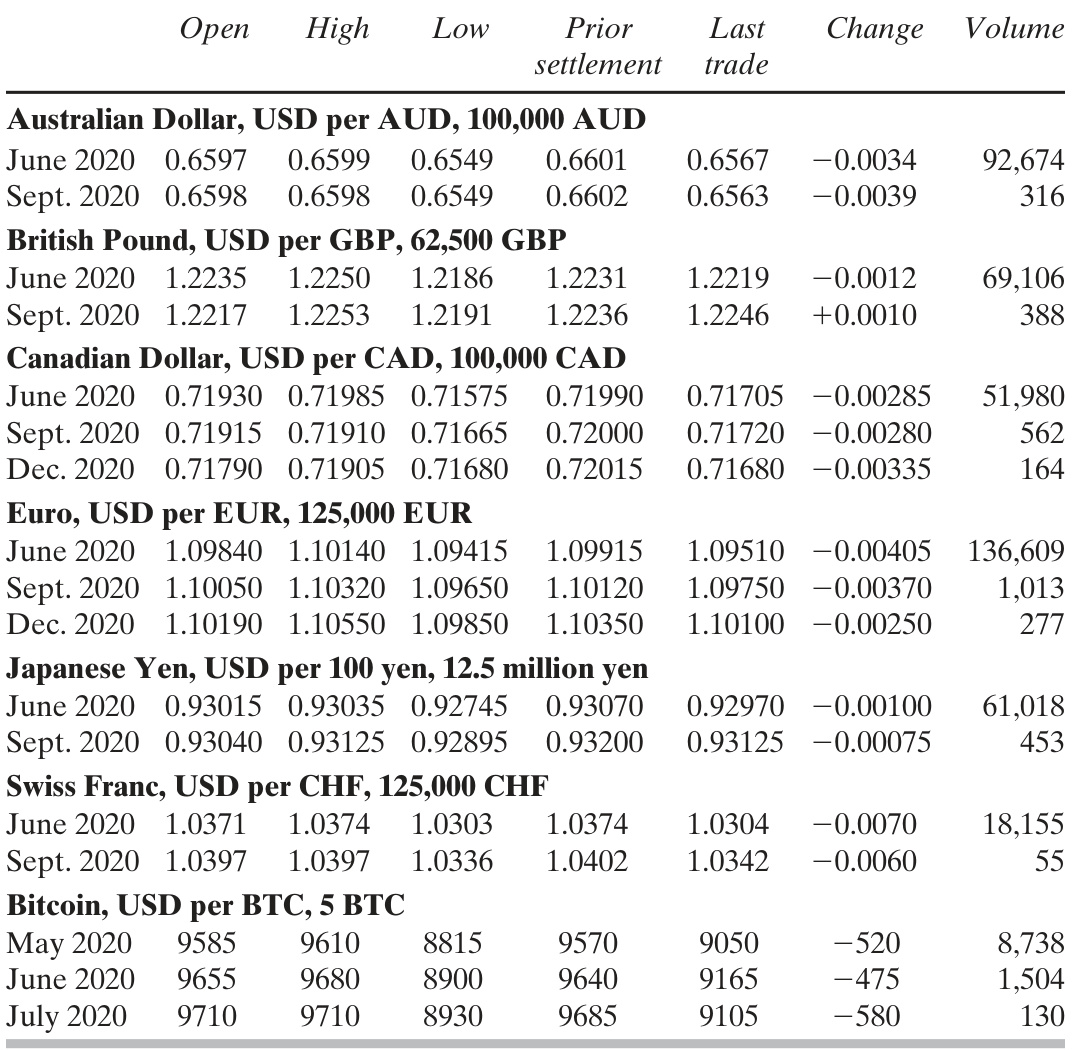 Open High Low Prior settlement Last trade Change Volume
Australian Dollar, USD per AUD, 100,000 AUD
June 2020 0.6597 0.6599 0.6549 0.6601 0.6567 −0.0034 92,674
Sept. 2020 0.6598 0.6598 0.6549 0.6602 0.6563 −0.0039 316
British Pound, USD per GBP, 62,500 GBP
June 2020 1.2235 1.2250 1.2186 1.2231 1.2219 −0.0012 69,106
Sept. 2020 1.2217 1.2253 1.2191 1.2236 1.2246 +0.0010 388
Canadian Dollar, USD per CAD, 100,000 CAD
June 2020 0.71930 0.71985 0.71575 0.71990 0.71705 −0.00285 51,980
Sept. 2020 0.71915 0.71910 0.71665 0.72000 0.71720 −0.00280 562
Dec. 2020 0.71790 0.71905 0.71680 0.72015 0.71680 −0.00335 164
Euro, USD per EUR, 125,000 EUR
June 2020 1.09840 1.10140 1.09415 1.09915 1.09510 −0.00405 136,609
Sept. 2020 1.10050 1.10320 1.09650 1.10120 1.09750 −0.00370 1,013
Dec. 2020 1.10190 1.10550 1.09850 1.10350 1.10100 −0.00250 277
Japanese Yen, USD per 100 yen, 12.5 million yen
June 2020 0.93015 0.93035 0.92745 0.93070 0.92970 −0.00100 61,018
Sept. 2020 0.93040 0.93125 0.92895 0.93200 0.93125 −0.00075 453
Swiss Franc, USD per CHF, 125,000 CHF
June 2020 1.0371 1.0374 1.0303 1.0374 1.0304 −0.0070 18,155
Sept. 2020 1.0397 1.0397 1.0336 1.0402 1.0342 −0.0060 55
Bitcoin, USD per BTC, 5 BTC
May 2020 9585 9610 8815 9570 9050 −520 8,738
June 2020 9655 9680 8900 9640 9165 −475 1,504
July 2020 9710 9710 8930 9685 9105 −580 130